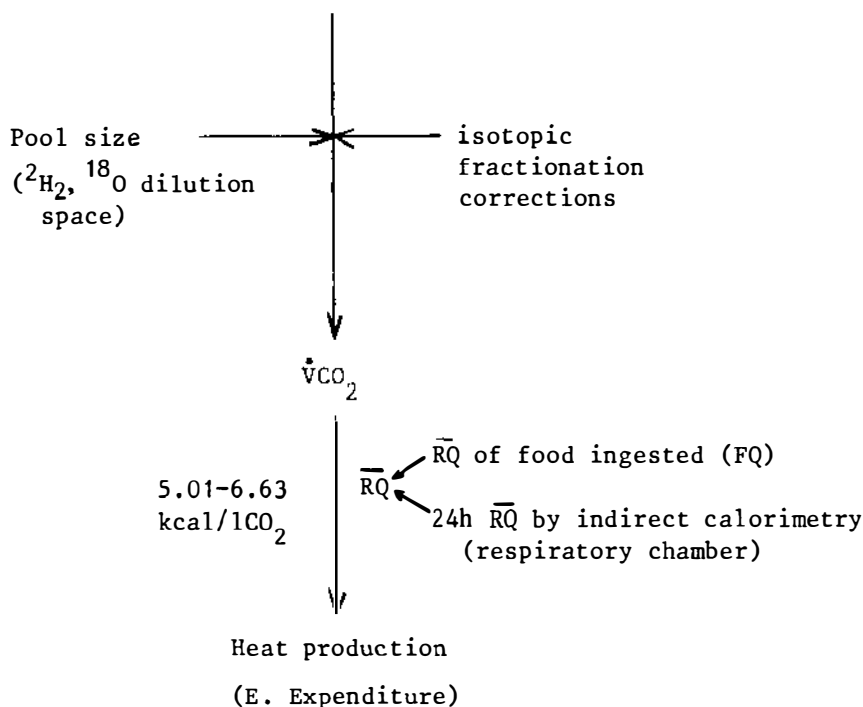 Pool size
(²H₂, ¹⁸O dilution
space)
isotopic
fractionation
corrections
V̇CO₂
5.01-6.63
kcal/lCO₂
R̅Q̅
R̅Q̅ of food ingested (FQ)
24h R̅Q̅ by indirect calorimetry
(respiratory chamber)
Heat production
(E. Expenditure)